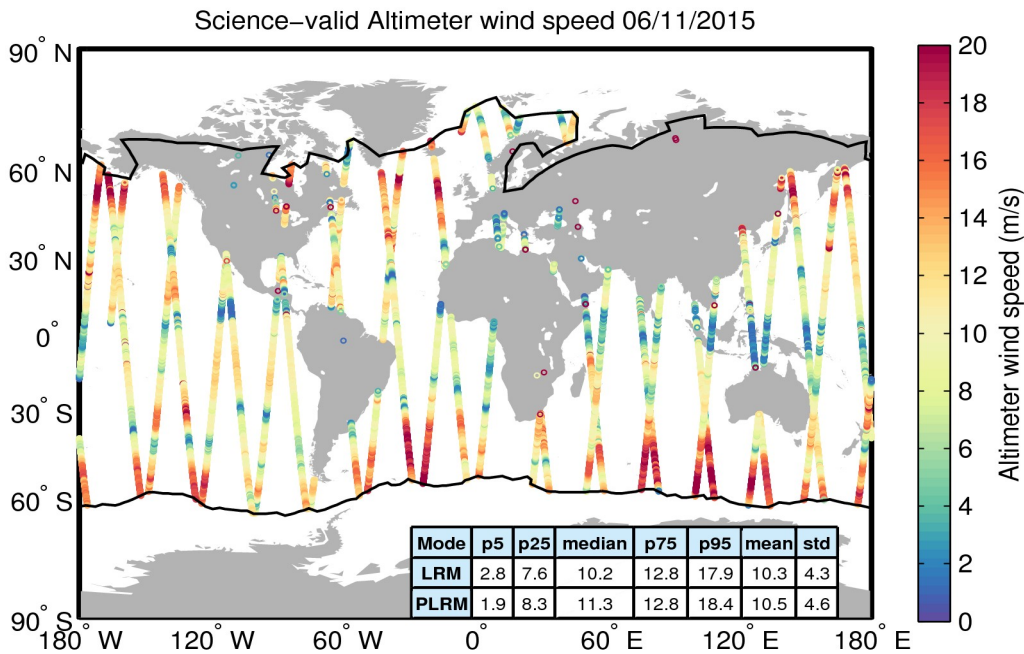 Science−valid Altimeter wind speed 06/11/2015
90° N
60° N
30° N
0°
30° S
60° S
90° S
180° W
120° W
60° W
0°
60° E
120° E
180° E
Mode p5 p25 median p75 p95 mean std
LRM 2.8 7.6 10.2 12.8 17.9 10.3 4.3
PLRM 1.9 8.3 11.3 12.8 18.4 10.5 4.6
20
18
16
14
12
10
8
6
4
2
0
Altimeter wind speed (m/s)